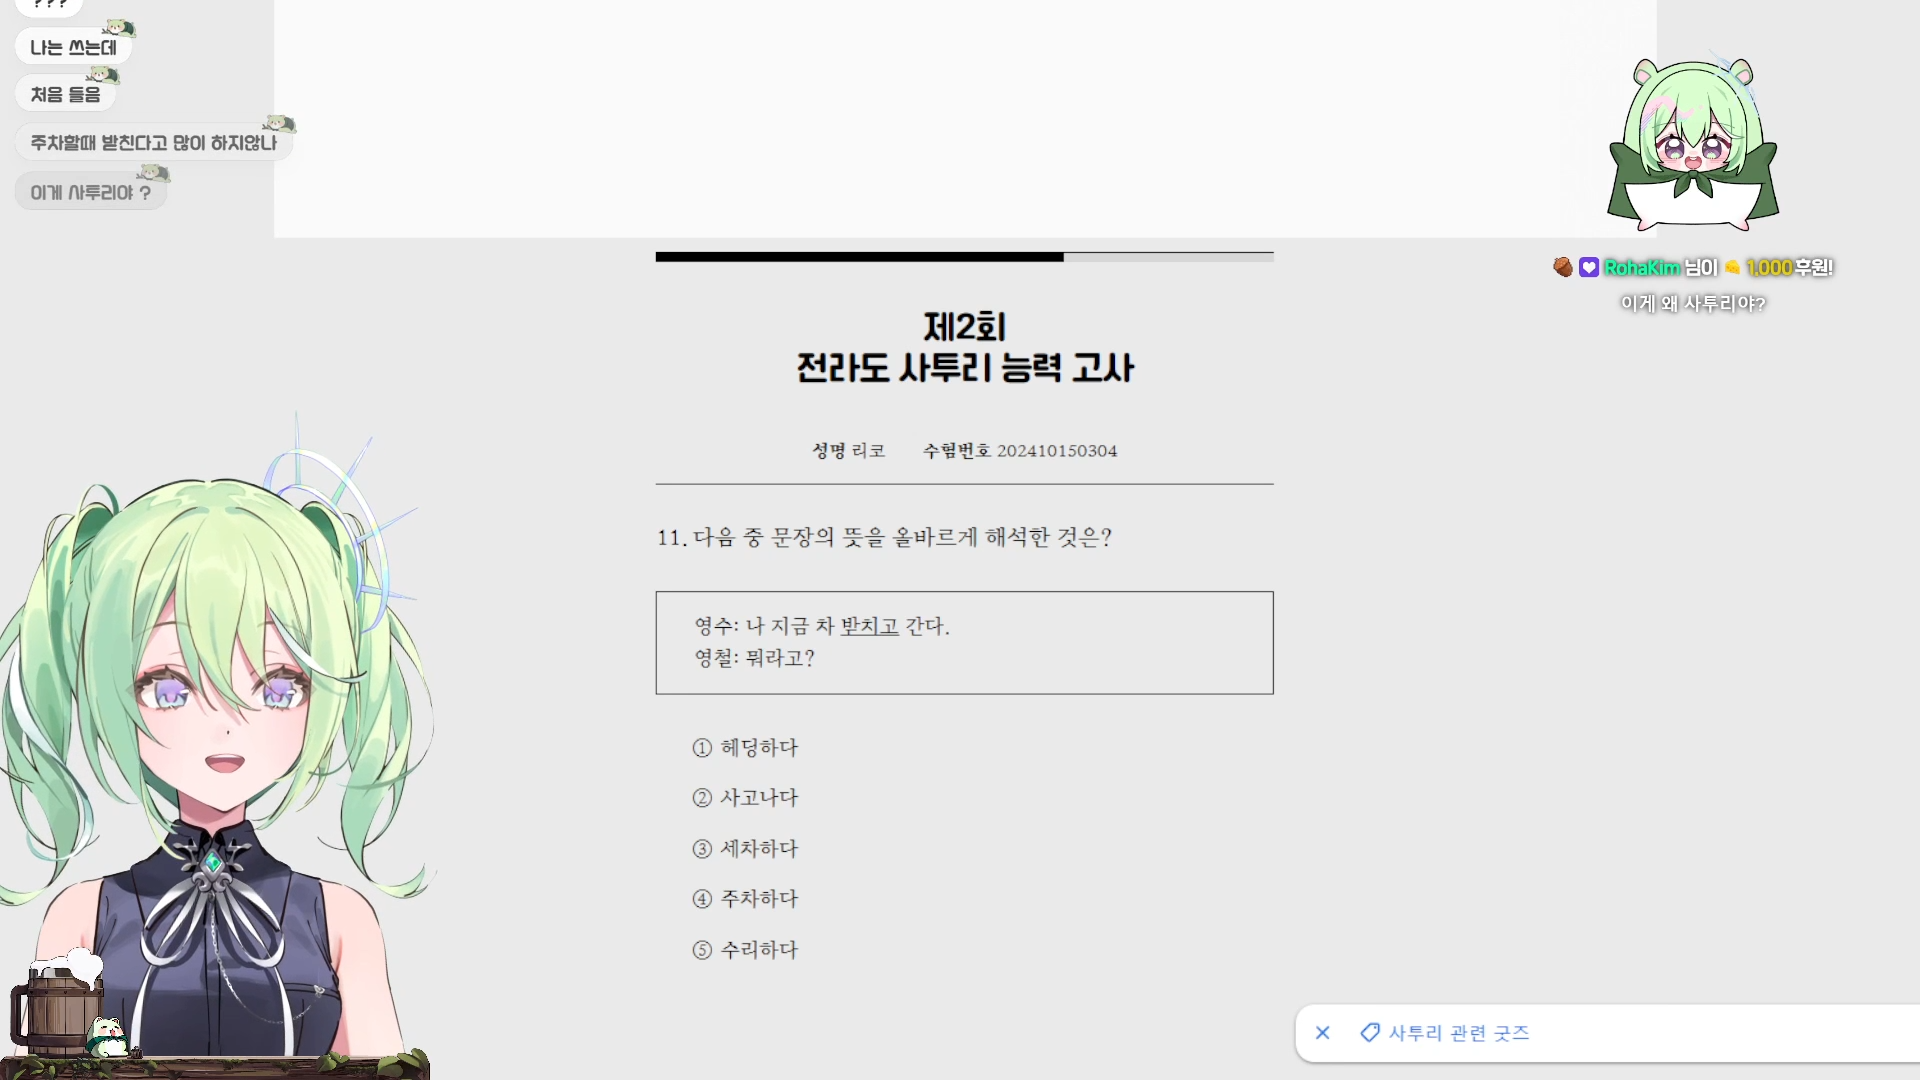 ???
나는 쓰는데
처음 들음
주차할때 받친다고 많이 하지않나
이게 사투리야 ?
RohaKim 님이 1,000 후원!
이게 왜 사투리야?
제2회
전라도 사투리 능력 고사
성명 리코 수험번호 202410150304
11. 다음 중 문장의 뜻을 올바르게 해석한 것은?
영수: 나 지금 차 받치고 간다.
영철: 뭐라고?
① 헤딩하다
② 사고나다
③ 세차하다
④ 주차하다
⑤ 수리하다
사투리 관련 굿즈